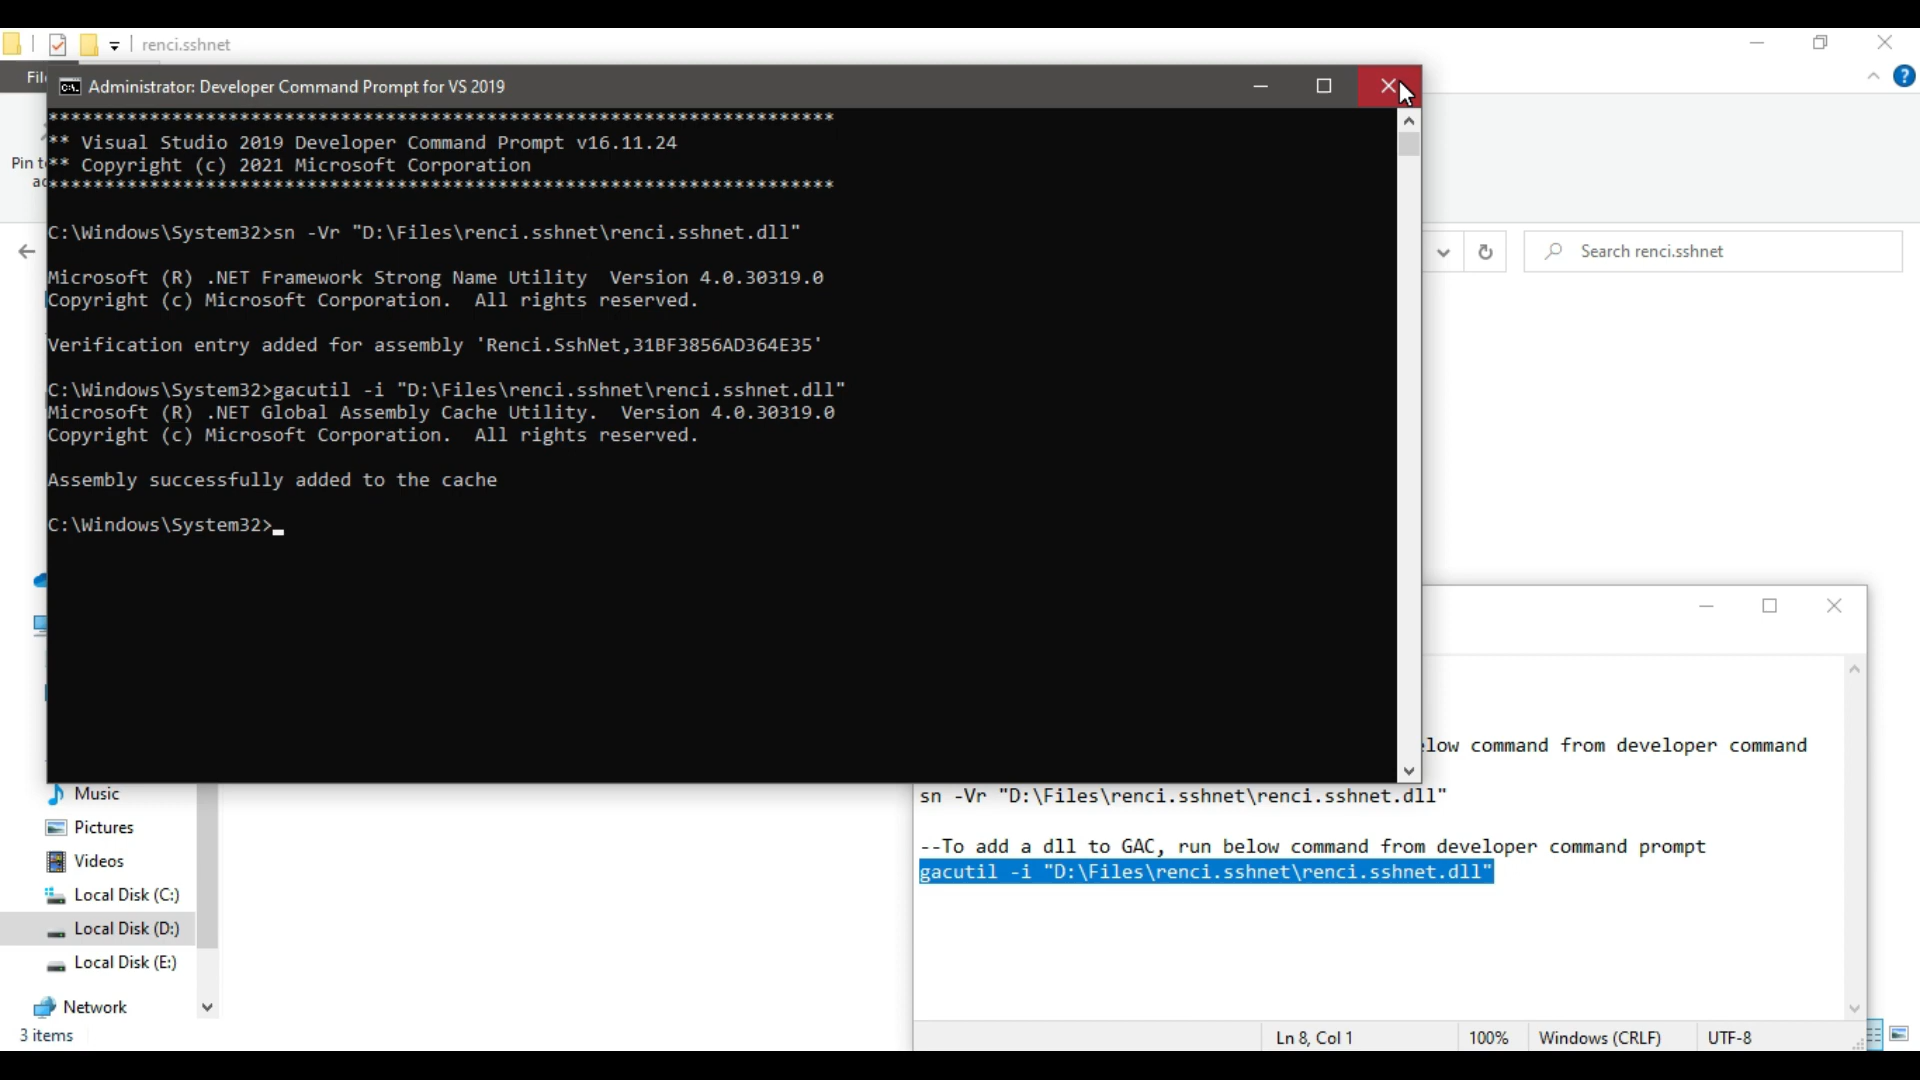 renci.sshnet
Fil
Administrator: Developer Command Prompt for VS 2019
**********************************************************************
** Visual Studio 2019 Developer Command Prompt v16.11.24
** Copyright (c) 2021 Microsoft Corporation
**********************************************************************
Pin t
C:\Windows\System32>sn -Vr "D:\Files\renci.sshnet\renci.sshnet.dll"
Search renci.sshnet
Microsoft (R) .NET Framework Strong Name Utility  Version 4.0.30319.0
Copyright (c) Microsoft Corporation.  All rights reserved.
Verification entry added for assembly 'Renci.SshNet,31BF3856AD364E35'
C:\Windows\System32>gacutil -i "D:\Files\renci.sshnet\renci.sshnet.dll"
Microsoft (R) .NET Global Assembly Cache Utility.  Version 4.0.30319.0
Copyright (c) Microsoft Corporation.  All rights reserved.
Assembly successfully added to the cache
C:\Windows\System32>
low command from developer command
sn -Vr "D:\Files\renci.sshnet\renci.sshnet.dll"
--To add a dll to GAC, run below command from developer command prompt
gacutil -i "D:\Files\renci.sshnet\renci.sshnet.dll"
Music
Pictures
Videos
Local Disk (C:)
Local Disk (D:)
Local Disk (E:)
Network
3 items
Ln 8, Col 1
100%
Windows (CRLF)
UTF-8